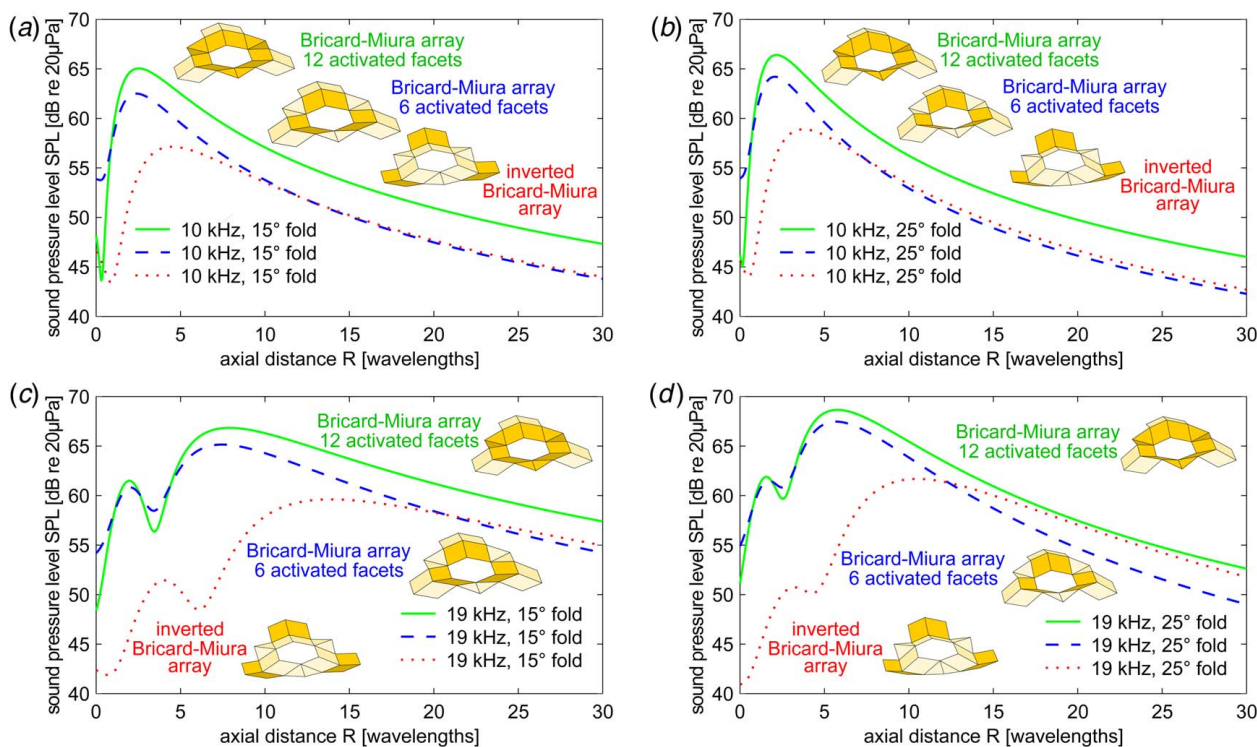 (a)
sound pressure level SPL [dB re 20μPa]
70
65
60
55
50
45
40
Bricard-Miura array
12 activated facets
Bricard-Miura array
6 activated facets
inverted
Bricard-Miura
array
10 kHz, 15° fold
10 kHz, 15° fold
10 kHz, 15° fold
0 5 10 15 20 25 30
axial distance R [wavelengths]
(b)
sound pressure level SPL [dB re 20μPa]
70
65
60
55
50
45
40
Bricard-Miura array
12 activated facets
Bricard-Miura array
6 activated facets
inverted
Bricard-Miura
array
10 kHz, 25° fold
10 kHz, 25° fold
10 kHz, 25° fold
0 5 10 15 20 25 30
axial distance R [wavelengths]
(c)
sound pressure level SPL [dB re 20μPa]
70
65
60
55
50
45
40
Bricard-Miura array
12 activated facets
Bricard-Miura array
6 activated facets
inverted
Bricard-Miura
array
19 kHz, 15° fold
19 kHz, 15° fold
19 kHz, 15° fold
0 5 10 15 20 25 30
axial distance R [wavelengths]
(d)
sound pressure level SPL [dB re 20μPa]
70
65
60
55
50
45
40
Bricard-Miura array
12 activated facets
Bricard-Miura array
6 activated facets
inverted
Bricard-Miura
array
19 kHz, 25° fold
19 kHz, 25° fold
19 kHz, 25° fold
0 5 10 15 20 25 30
axial distance R [wavelengths]